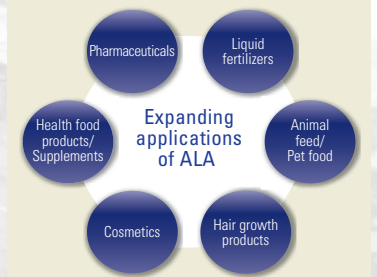 Pharmaceuticals
Liquid
fertilizers
Health food
products/
Supplements
Expanding
applications
of ALA
Animal
feed/
Pet food
Cosmetics
Hair growth
products